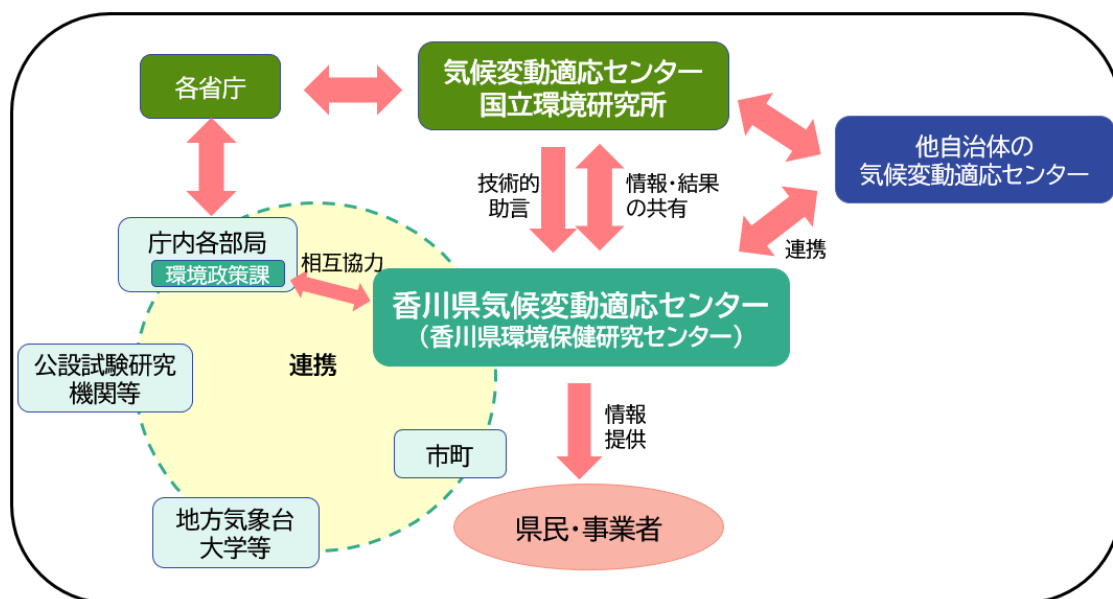 各省庁
気候変動適応センター
国立環境研究所
他自治体の
気候変動適応センター
技術的
助言
情報・結果
の共有
連携
庁内各部局
環境政策課
相互協力
香川県気候変動適応センター
（香川県環境保健研究センター）
連携
公設試験研究
機関等
市町
地方気象台
大学等
情報
提供
県民・事業者